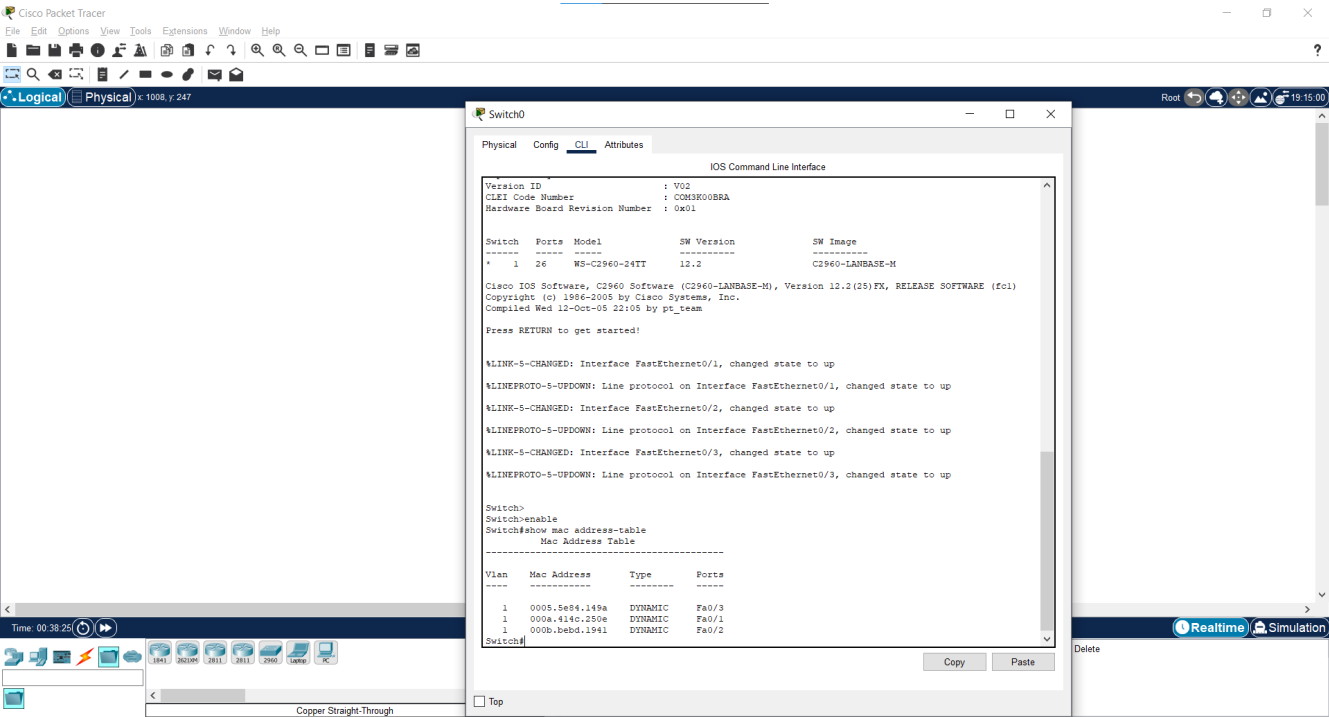 Cisco Packet Tracer
File Edit Options View Tools Extensions Window Help
?
Logical Physical x: 1008, y: 247
Root 19:15:00
Switch0
Physical Config CLI Attributes
IOS Command Line Interface
Version ID : V02
CLEI Code Number : COM3K00BRA
Hardware Board Revision Number : 0x01
Switch Ports Model SW Version SW Image
------ ----- ----- ---------- ----------
* 1 26 WS-C2960-24TT 12.2 C2960-LANBASE-M
Cisco IOS Software, C2960 Software (C2960-LANBASE-M), Version 12.2(25)FX, RELEASE SOFTWARE (fc1)
Copyright (c) 1986-2005 by Cisco Systems, Inc.
Compiled Wed 12-Oct-05 22:05 by pt_team
Press RETURN to get started!
%LINK-5-CHANGED: Interface FastEthernet0/1, changed state to up
%LINEPROTO-5-UPDOWN: Line protocol on Interface FastEthernet0/1, changed state to up
%LINK-5-CHANGED: Interface FastEthernet0/2, changed state to up
%LINEPROTO-5-UPDOWN: Line protocol on Interface FastEthernet0/2, changed state to up
%LINK-5-CHANGED: Interface FastEthernet0/3, changed state to up
%LINEPROTO-5-UPDOWN: Line protocol on Interface FastEthernet0/3, changed state to up
Switch>
Switch>enable
Switch#show mac address-table
Mac Address Table
-------------------------------------------
Vlan Mac Address Type Ports
---- ----------- -------- -----
1 0005.5e84.149a DYNAMIC Fa0/3
1 000a.414c.250e DYNAMIC Fa0/1
1 000b.bebd.1941 DYNAMIC Fa0/2
Switch#
Copy Paste
Top
Time: 00:38:25
Realtime Simulation
1841 2621XM 2811 2811 2960 Laptop PC
Delete
Copper Straight-Through